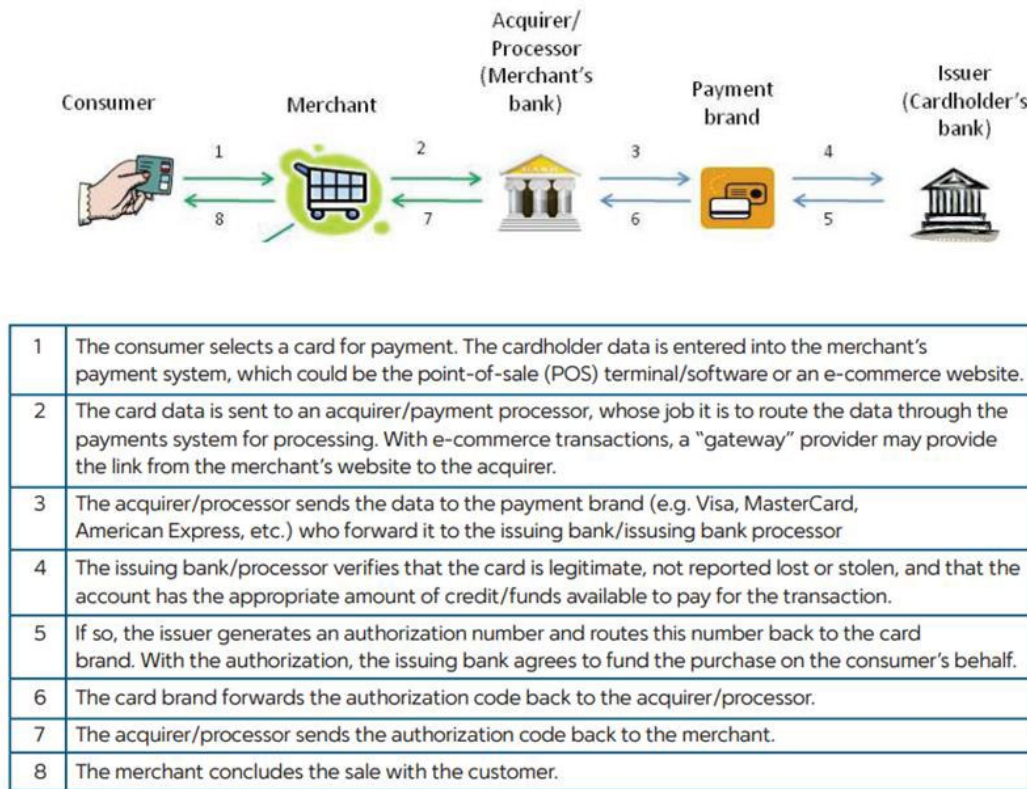 Consumer
Merchant
Acquirer/
Processor
(Merchant's
bank)
Payment
brand
Issuer
(Cardholder's
bank)
1
2
3
4
8
7
6
5
1 The consumer selects a card for payment. The cardholder data is entered into the merchant's
payment system, which could be the point-of-sale (POS) terminal/software or an e-commerce website.
2 The card data is sent to an acquirer/payment processor, whose job it is to route the data through the
payments system for processing. With e-commerce transactions, a "gateway" provider may provide
the link from the merchant's website to the acquirer.
3 The acquirer/processor sends the data to the payment brand (e.g. Visa, MasterCard,
American Express, etc.) who forward it to the issuing bank/issusing bank processor
4 The issuing bank/processor verifies that the card is legitimate, not reported lost or stolen, and that the
account has the appropriate amount of credit/funds available to pay for the transaction.
5 If so, the issuer generates an authorization number and routes this number back to the card
brand. With the authorization, the issuing bank agrees to fund the purchase on the consumer's behalf.
6 The card brand forwards the authorization code back to the acquirer/processor.
7 The acquirer/processor sends the authorization code back to the merchant.
8 The merchant concludes the sale with the customer.